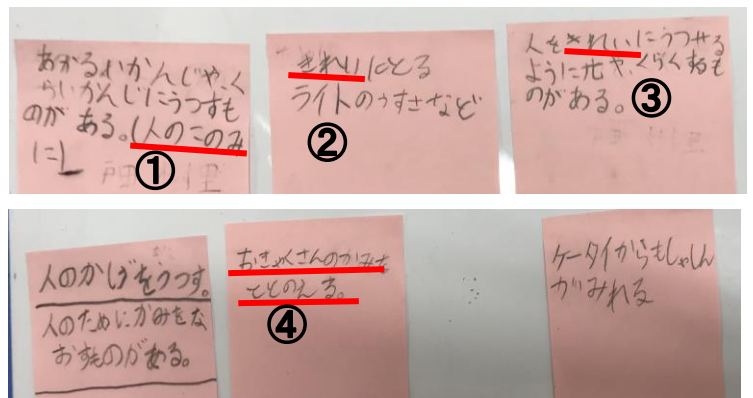 あかるいかんじや、く
らいかんじにうつすも
のがある。(人のこのみ
に)
①
きれいにとる
ライトのうすさなど
②
人をきれいにうつせる
ようにせや、くらくするも
のがある。③
人のかげをうつす。
人のためにかみをな
おすものがある。
おきゃくさんのかみを
ととのえる。
④
ケータイからもしゃしん
がみれる